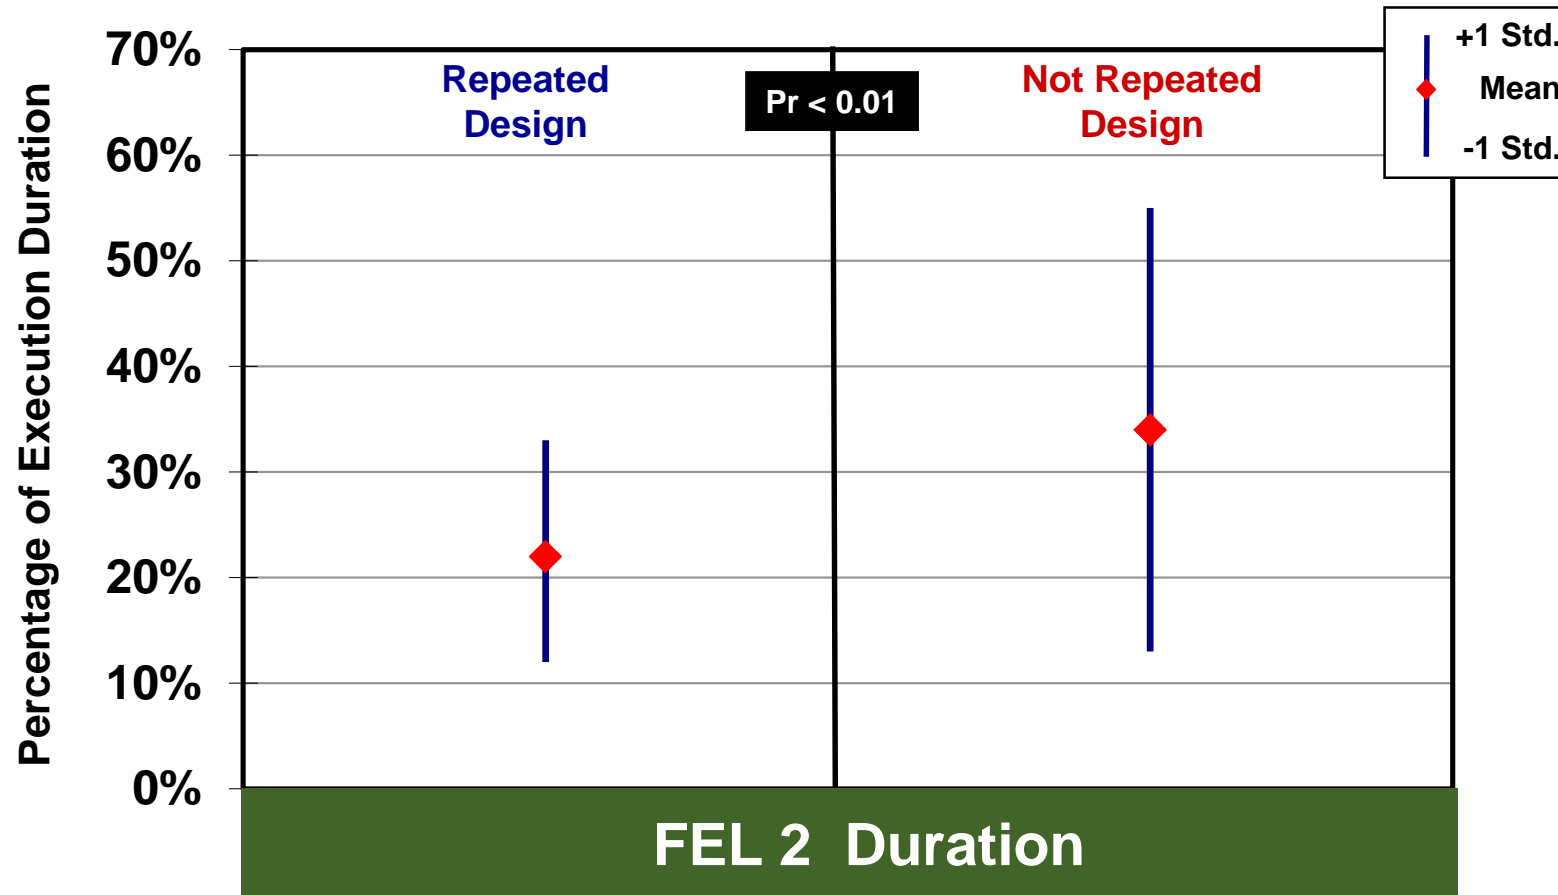 Percentage of Execution Duration
70%
60%
50%
40%
30%
20%
10%
0%
Repeated
Design
Pr < 0.01
Not Repeated
Design
+1 Std.
Mean
-1 Std.
FEL 2 Duration